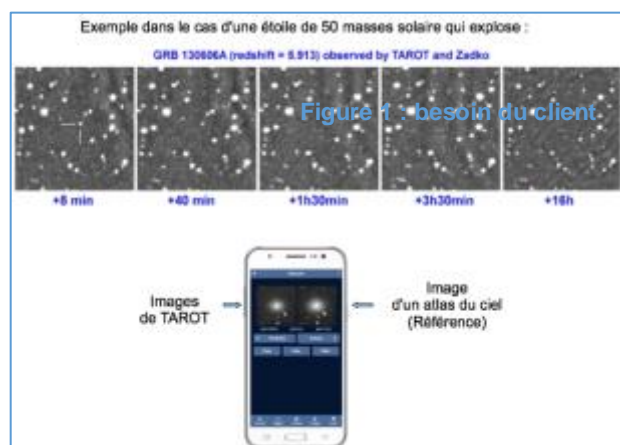 Exemple dans le cas d'une étoile de 50 masses solaire qui explose :
GRB 130606A (redshift = 5.913) observed by TAROT and Zadko
Figure 1 : besoin du client
+6 min
+40 min
+1h30min
+3h30min
+16h
Images
de TAROT
Image
d'un atlas du ciel
(Référence)